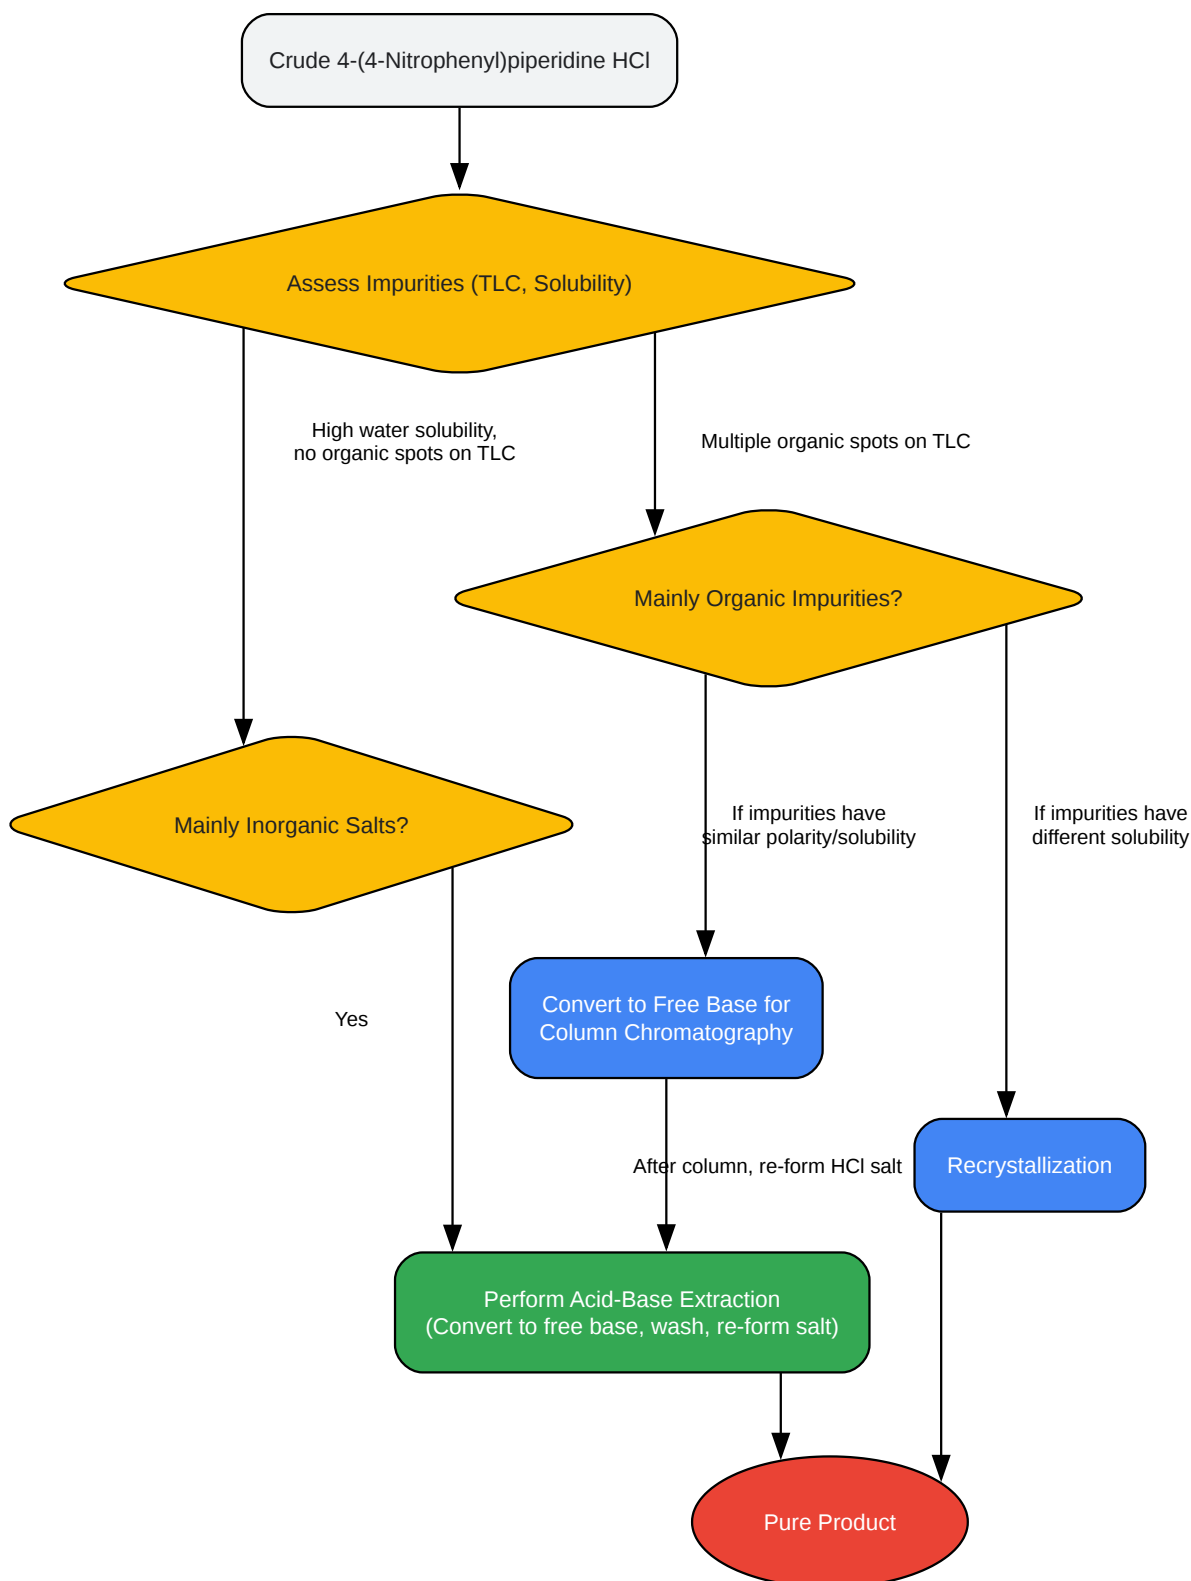 Crude 4-(4-Nitrophenyl)piperidine HCl
Assess Impurities (TLC, Solubility)
High water solubility,
no organic spots on TLC
Multiple organic spots on TLC
Mainly Organic Impurities?
Mainly Inorganic Salts?
If impurities have
similar polarity/solubility
If impurities have
different solubility
Yes
Convert to Free Base for
Column Chromatography
After column, re-form HCl salt
Recrystallization
Perform Acid-Base Extraction
(Convert to free base, wash, re-form salt)
Pure Product